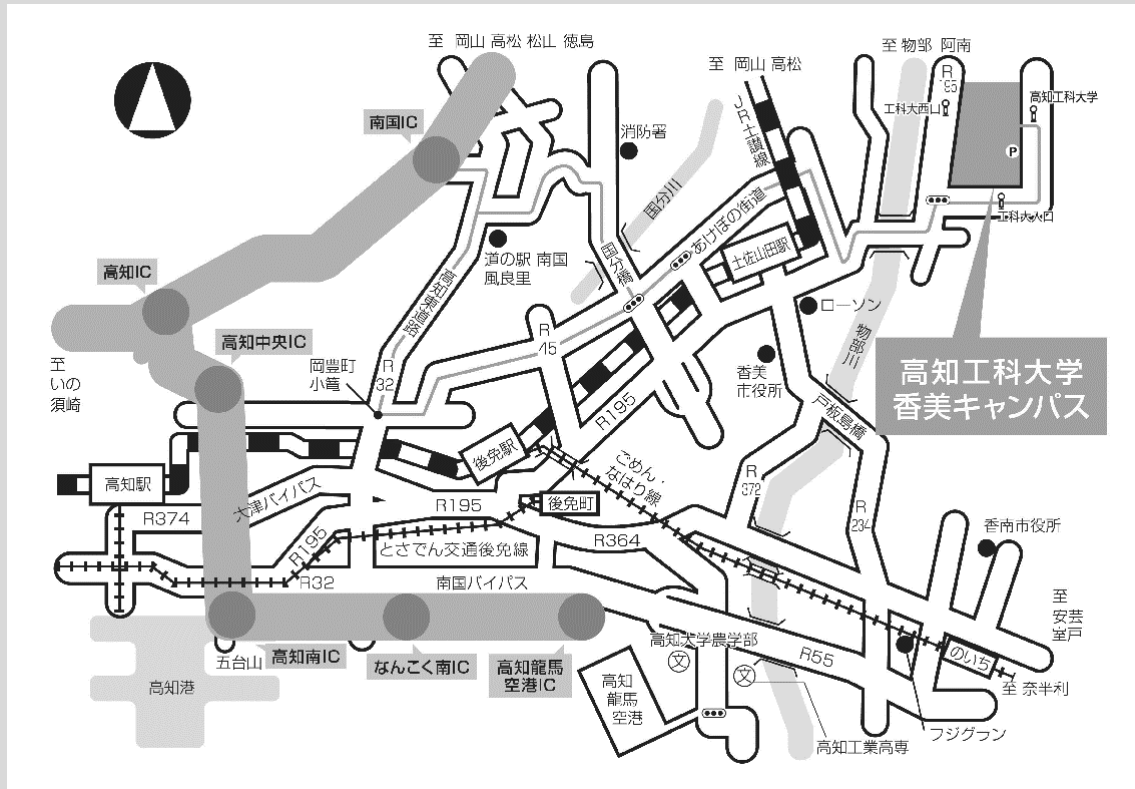 至 岡山 高松 松山 徳島
至 岡山 高松
至 物部 阿南
R
195
高知工科大学
工科大西口
P
工科大入口
南国IC
消防署
JR土讃線
国分川
あけぼの街道
土佐山田駅
道の駅 南国
風良里
国分橋
高知東道路
高知IC
高知中央IC
至
いの
須崎
岡豊町
小篭
R
32
R
45
ローソン
物部川
香美
市役所
高知工科大学
香美キャンパス
戸板島橋
R195
後免駅
高知駅
大津バイパス
ごめん・
なはり線
R
372
R
234
後免町
R195
R374
R195
とさでん交通後免線
R364
香南市役所
R32
南国バイパス
至
安芸
室戸
高知大学農学部
文
R55
のいち
至 奈半利
五台山
高知南IC
なんこく南IC
高知龍馬
空港IC
高知
龍馬
空港
文
高知港
フジグラン
高知工業高専